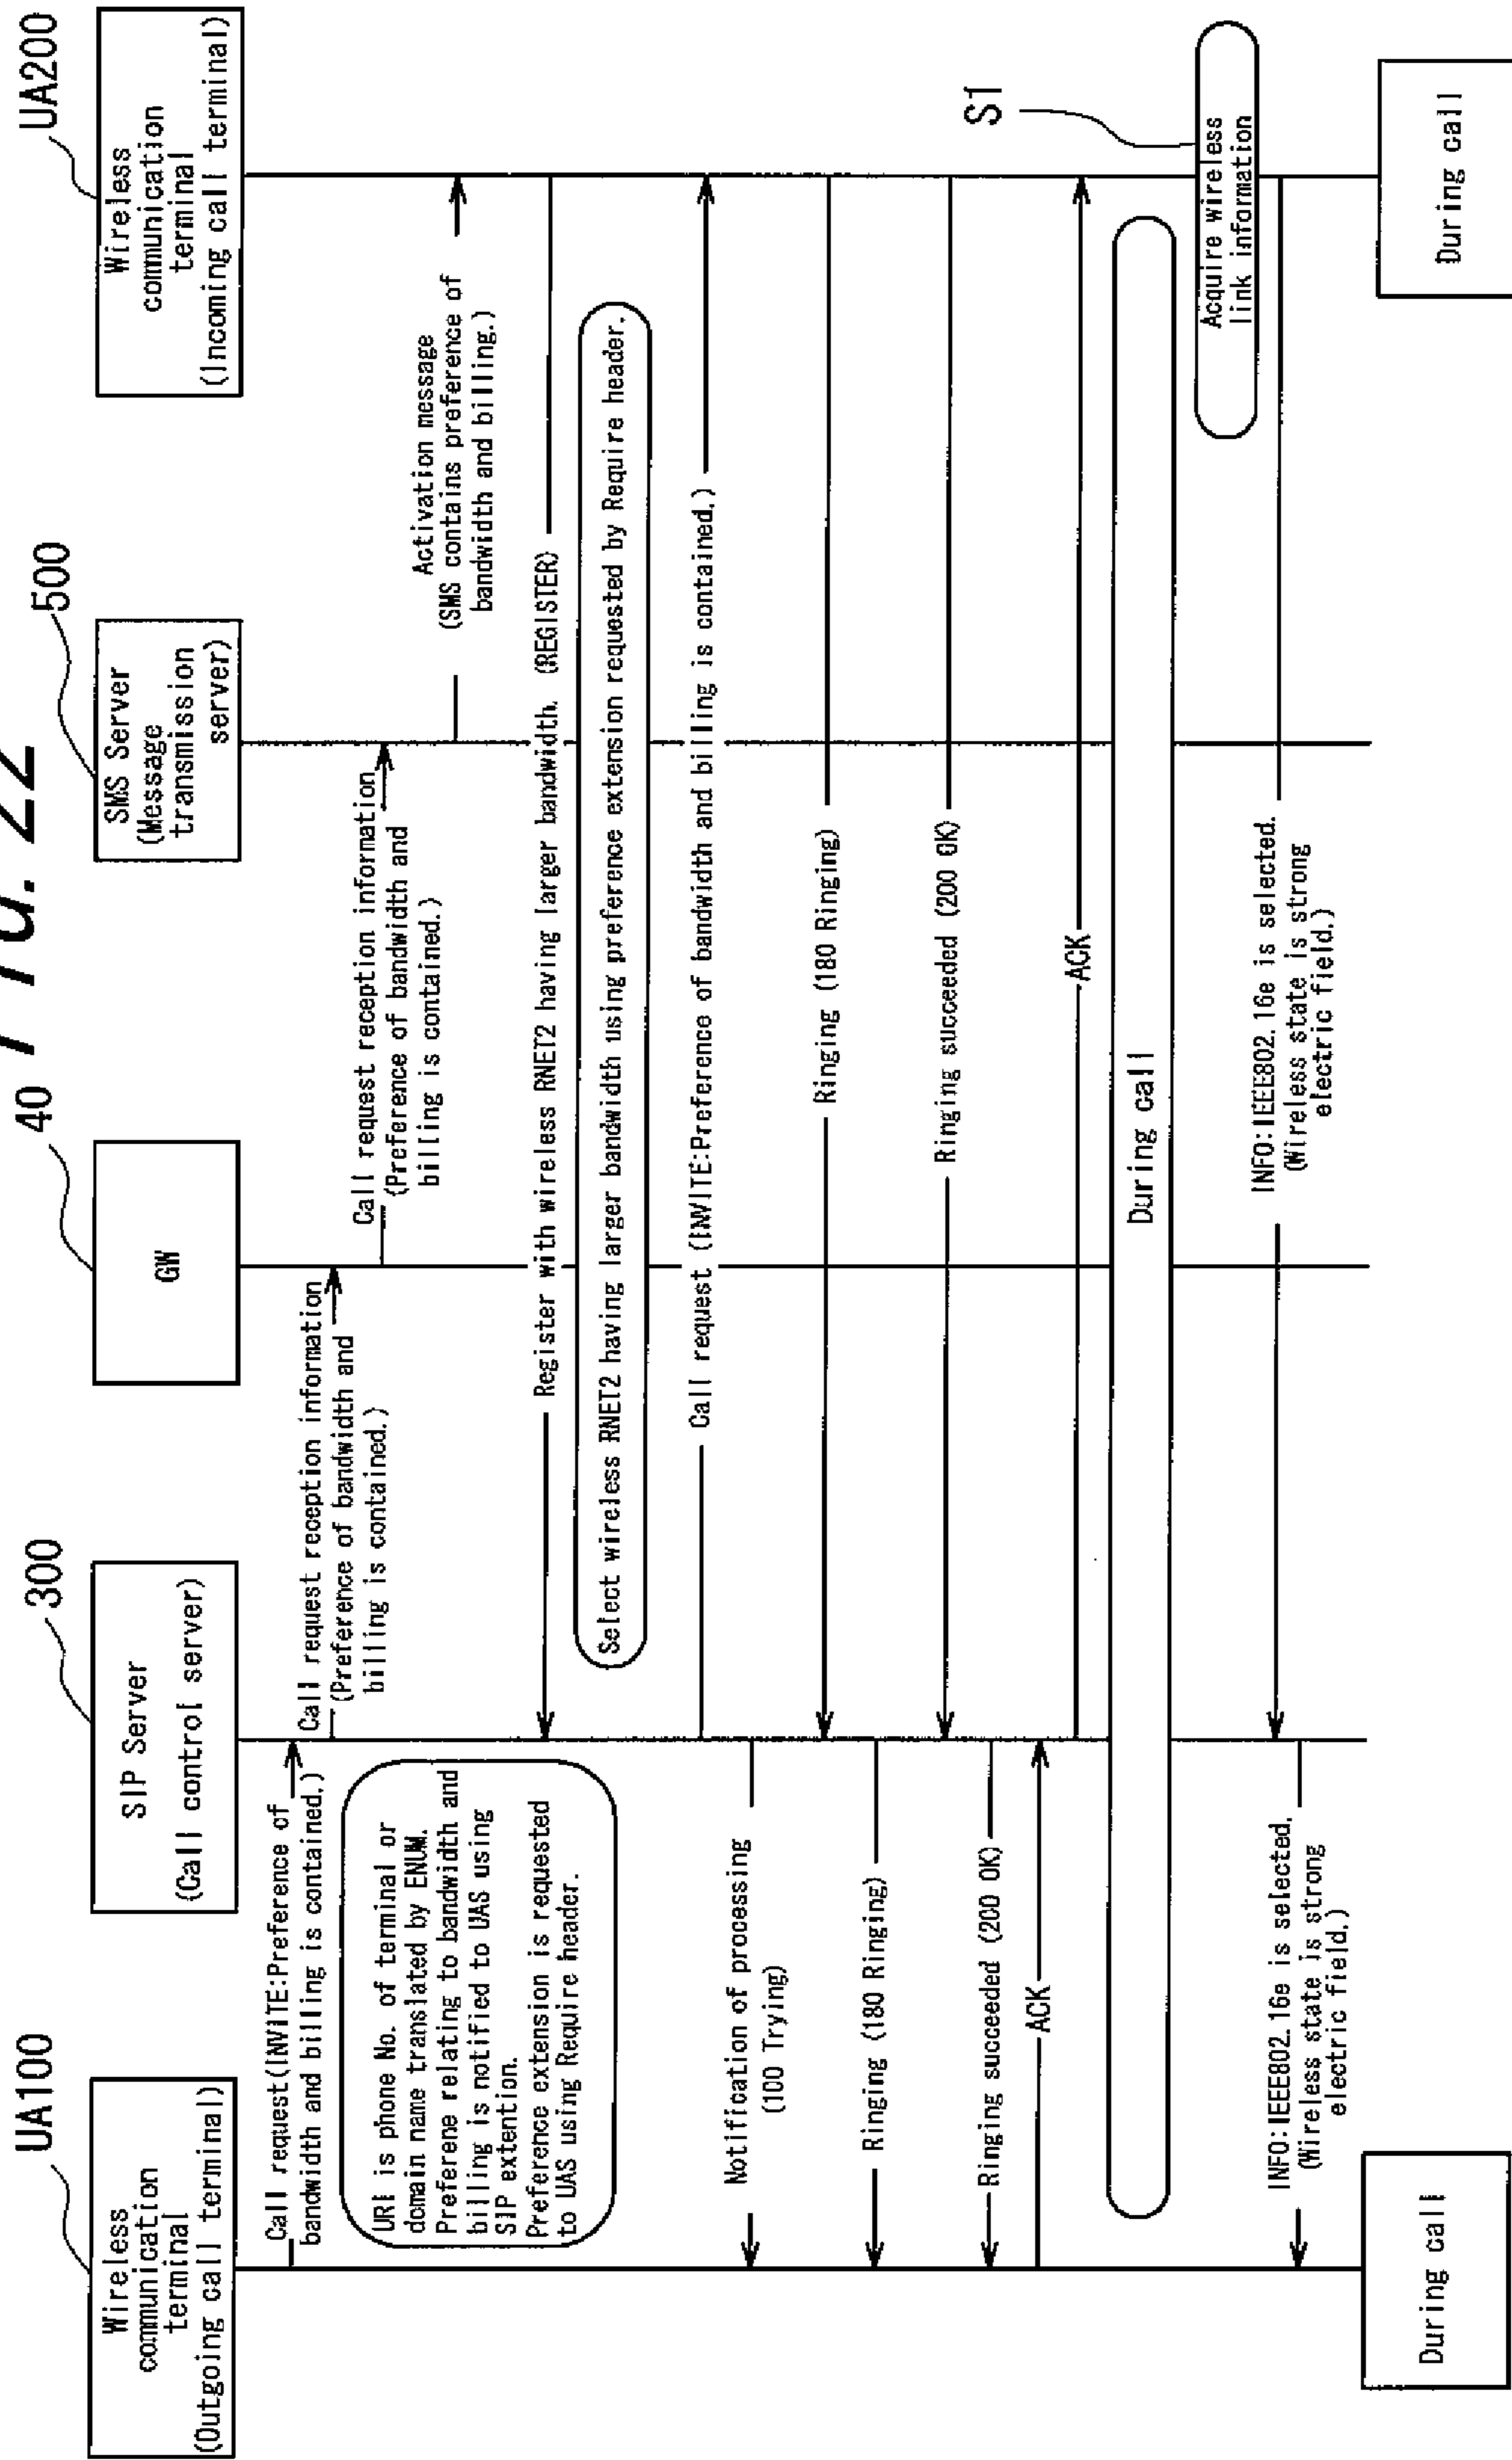 FIG. 22
UA100
300
40
500
UA200
Wireless
communication
terminal
(Outgoing call terminal)
SIP Server
(Call control server)
GW
SMS Server
(Message
transmission
server)
Wireless
communication
terminal
(Incoming call terminal)
Call request(INVITE:Preference of
bandwidth and billing is contained.)
Call request reception information
(Preference of bandwidth and
billing is contained.)
Call request reception information
(Preference of bandwidth and
billing is contained.)
Activation message
(SMS contains preference of
bandwidth and billing.)
URI is phone No. of terminal or
domain name translated by ENUM.
Preferene relating to bandwidth and
billing is notified to UAS using
SIP extention.
Preference extension is requested
to UAS using Require header.
Register with wireless RNET2 having larger bandwidth. (REGISTER)
Select wireless RNET2 having larger bandwidth using preference extension requested by Require header.
Call request (INVITE:Preference of bandwidth and billing is contained.)
Notification of processing
(100 Trying)
Ringing (180 Ringing)
Ringing (180 Ringing)
Ringing succeeded (200 OK)
Ringing succeeded (200 OK)
ACK
ACK
During call
S1
Acquire wireless
link information
INFO:IEEE802.16e is selected.
(Wireless state is strong
electric field.)
INFO:IEEE802.16e is selected.
(Wireless state is strong
electric field.)
During call
During call